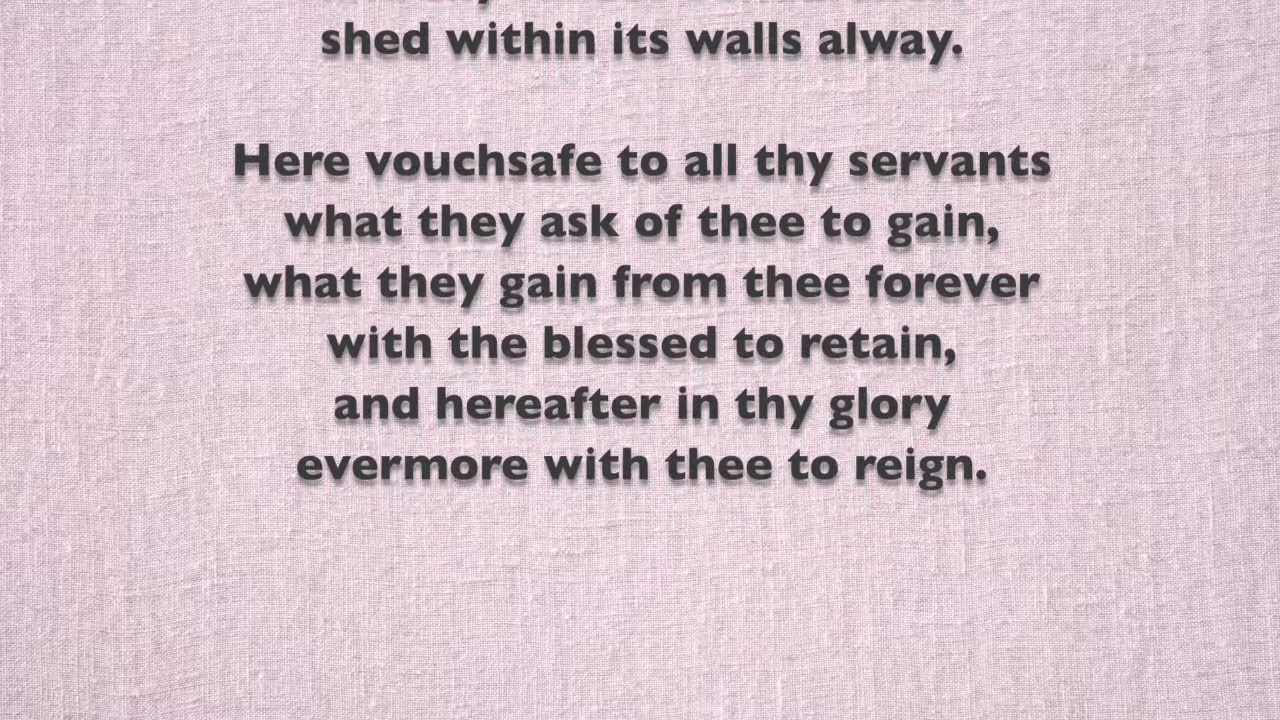 shed within its walls alway.
Here vouchsafe to all thy servants
what they ask of thee to gain,
what they gain from thee forever
with the blessed to retain,
and hereafter in thy glory
evermore with thee to reign.